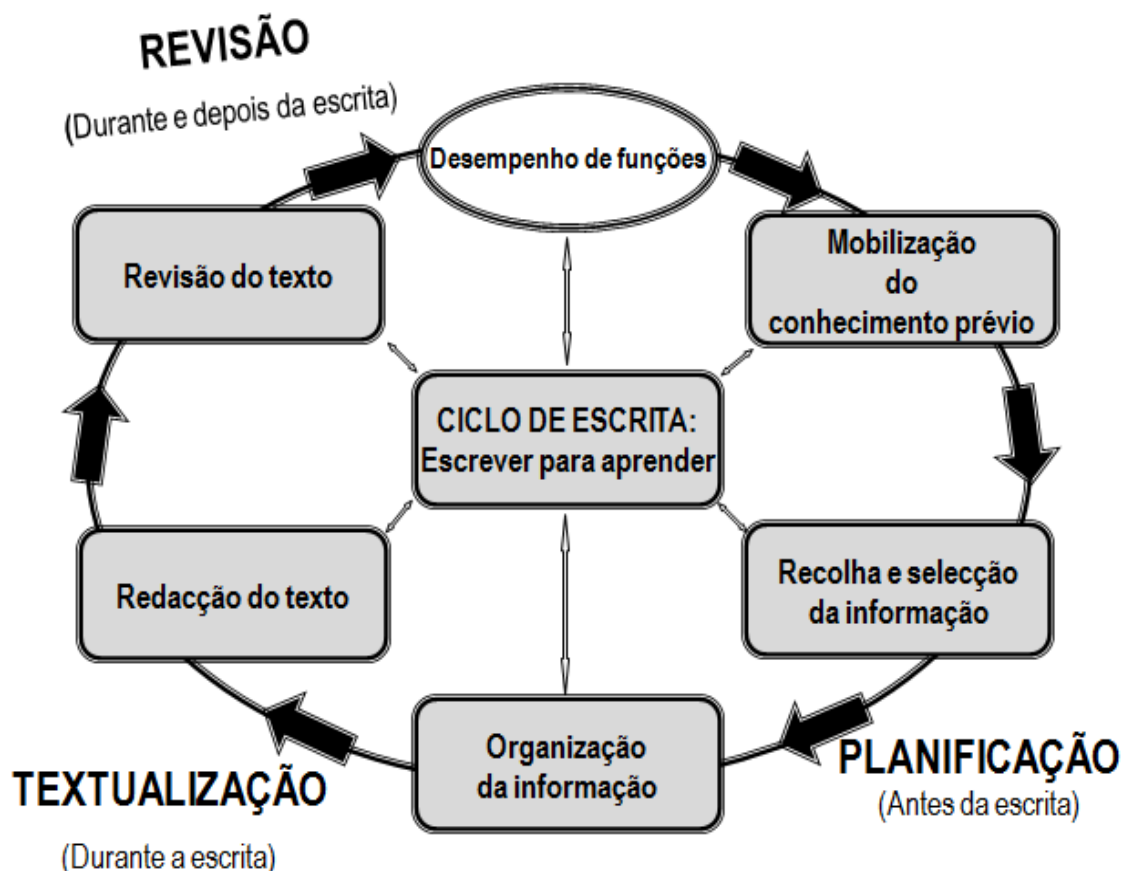 REVISÃO
(Durante e depois da escrita)
Desempenho de funções
Mobilização
do
conhecimento prévio
Revisão do texto
CICLO DE ESCRITA:
Escrever para aprender
Recolha e selecção
da informação
Redacção do texto
Organização
da informação
PLANIFICAÇÃO
(Antes da escrita)
TEXTUALIZAÇÃO
(Durante a escrita)